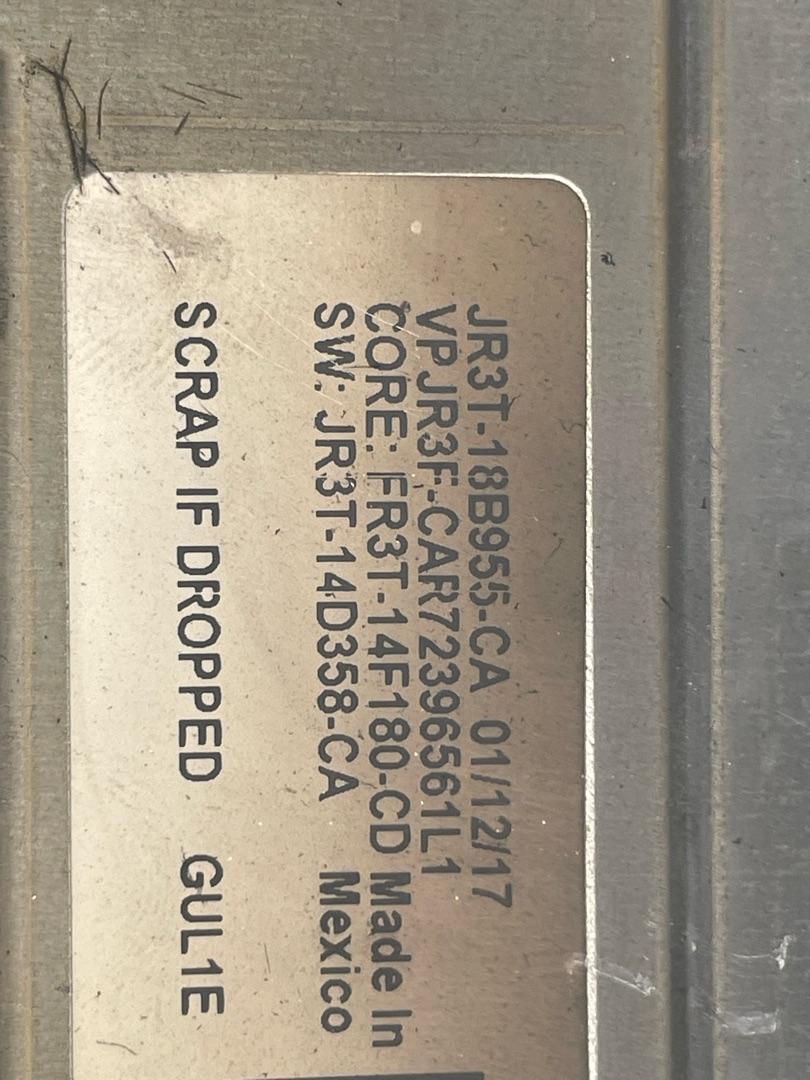 JR3T-18B955-CA 01/12/17
VPJR3F-CAR72396561L1
CORE: FR3T-14F180-CD Made In
SW: JR3T-14D358-CA Mexico
SCRAP IF DROPPED GUL1E